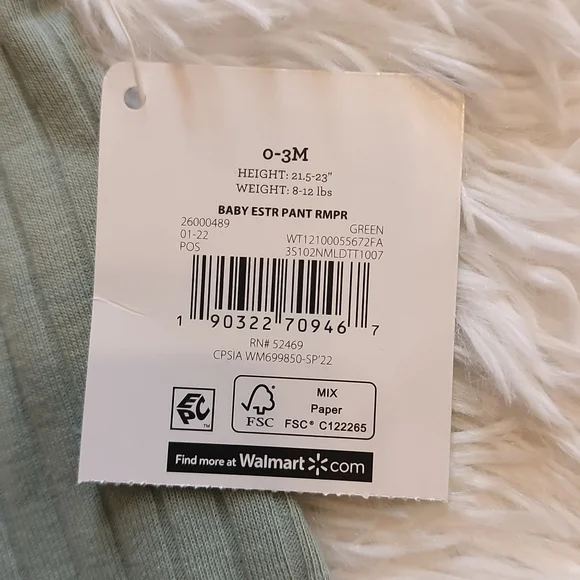 0-3M
HEIGHT: 21.5-23"
WEIGHT: 8-12 lbs
BABY ESTR PANT RMPR
26000489 GREEN
01-22 WT12100055672FA
POS 3S102NMLDTT1007
1 90322 70946 7
RN# 52469
CPSIA WM699850-SP'22
EPC™
FSC
MIX
Paper
FSC® C122265
Find more at Walmart.com